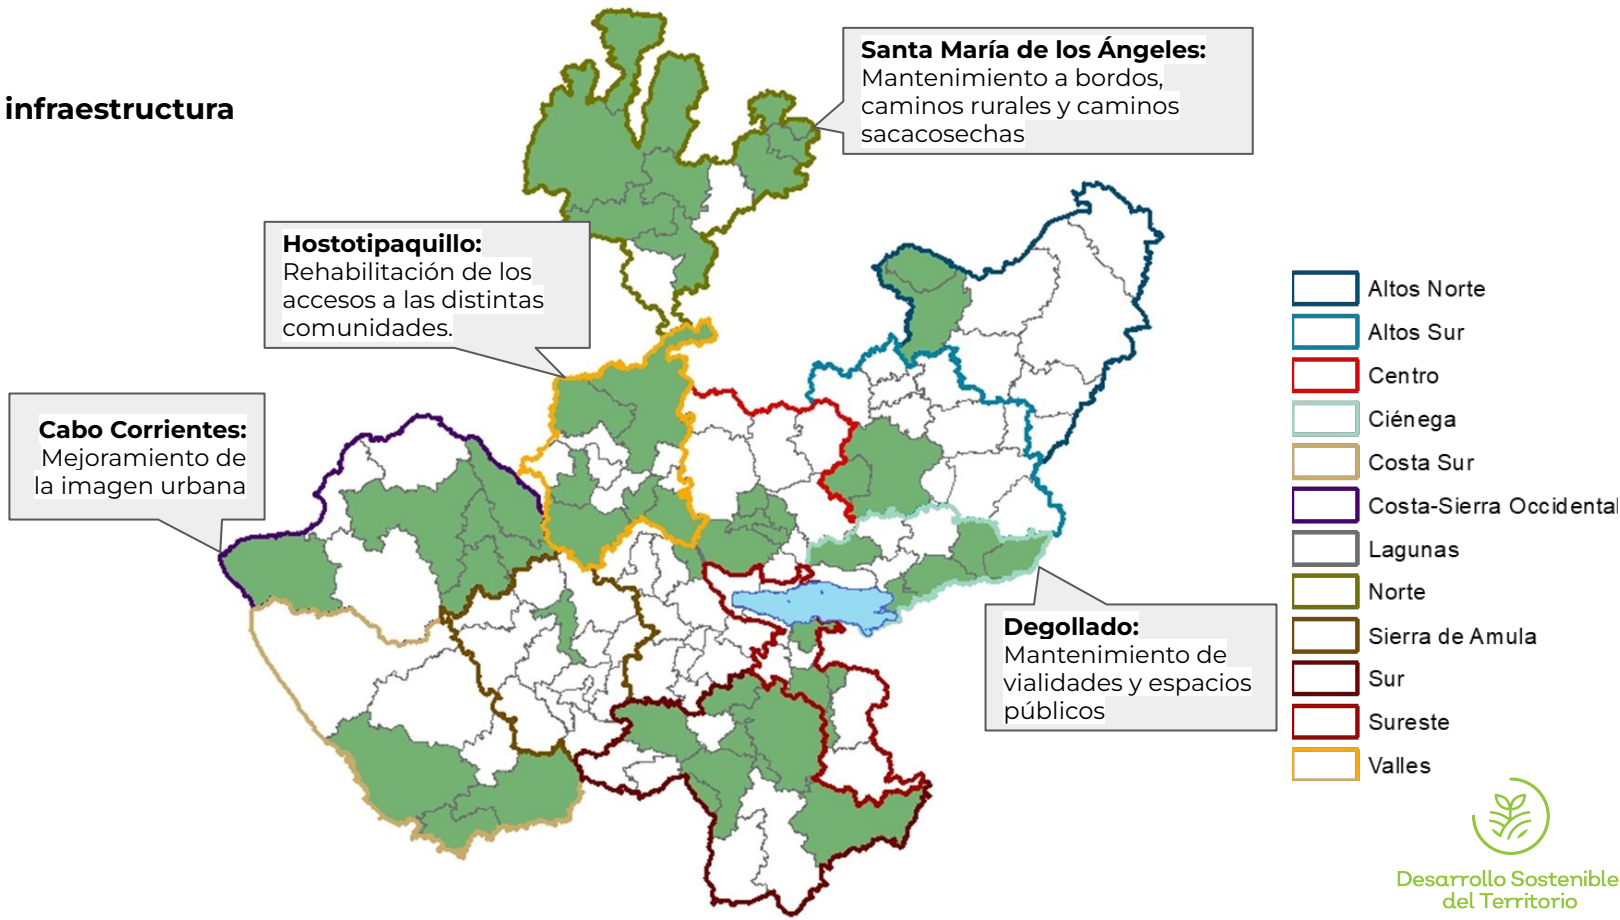 infraestructura
Santa María de los Ángeles:
Mantenimiento a bordos,
caminos rurales y caminos
sacacosechas
Hostotipaquillo:
Rehabilitación de los
accesos a las distintas
comunidades.
Cabo Corrientes:
Mejoramiento de
la imagen urbana
Degollado:
Mantenimiento de
vialidades y espacios
públicos
Altos Norte
Altos Sur
Centro
Ciénega
Costa Sur
Costa-Sierra Occidental
Lagunas
Norte
Sierra de Amula
Sur
Sureste
Valles
Desarrollo Sostenible
del Territorio